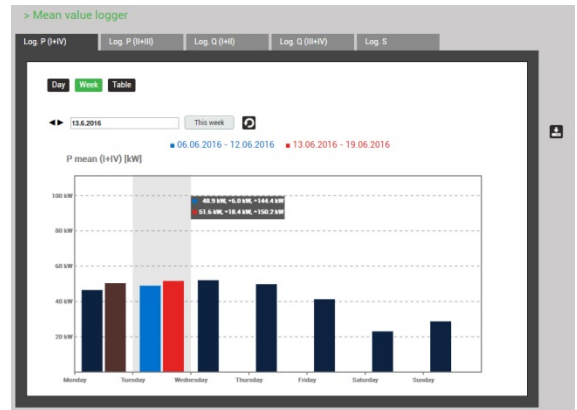 > Mean value logger
Log. P (I+IV) Log. P (II+III) Log. Q (I+II) Log. Q (III+IV) Log. S
Day Week Table
13.6.2016 This week
06.06.2016 - 12.06.2016 13.06.2016 - 19.06.2016
P mean (I+IV) [kW]
48.9 kW, +6.0 kW, +144.4 kW
51.6 kW, +18.4 kW, +150.2 kW
100 kW
80 kW
60 kW
40 kW
20 kW
Monday Tuesday Wednesday Thursday Friday Saturday Sunday